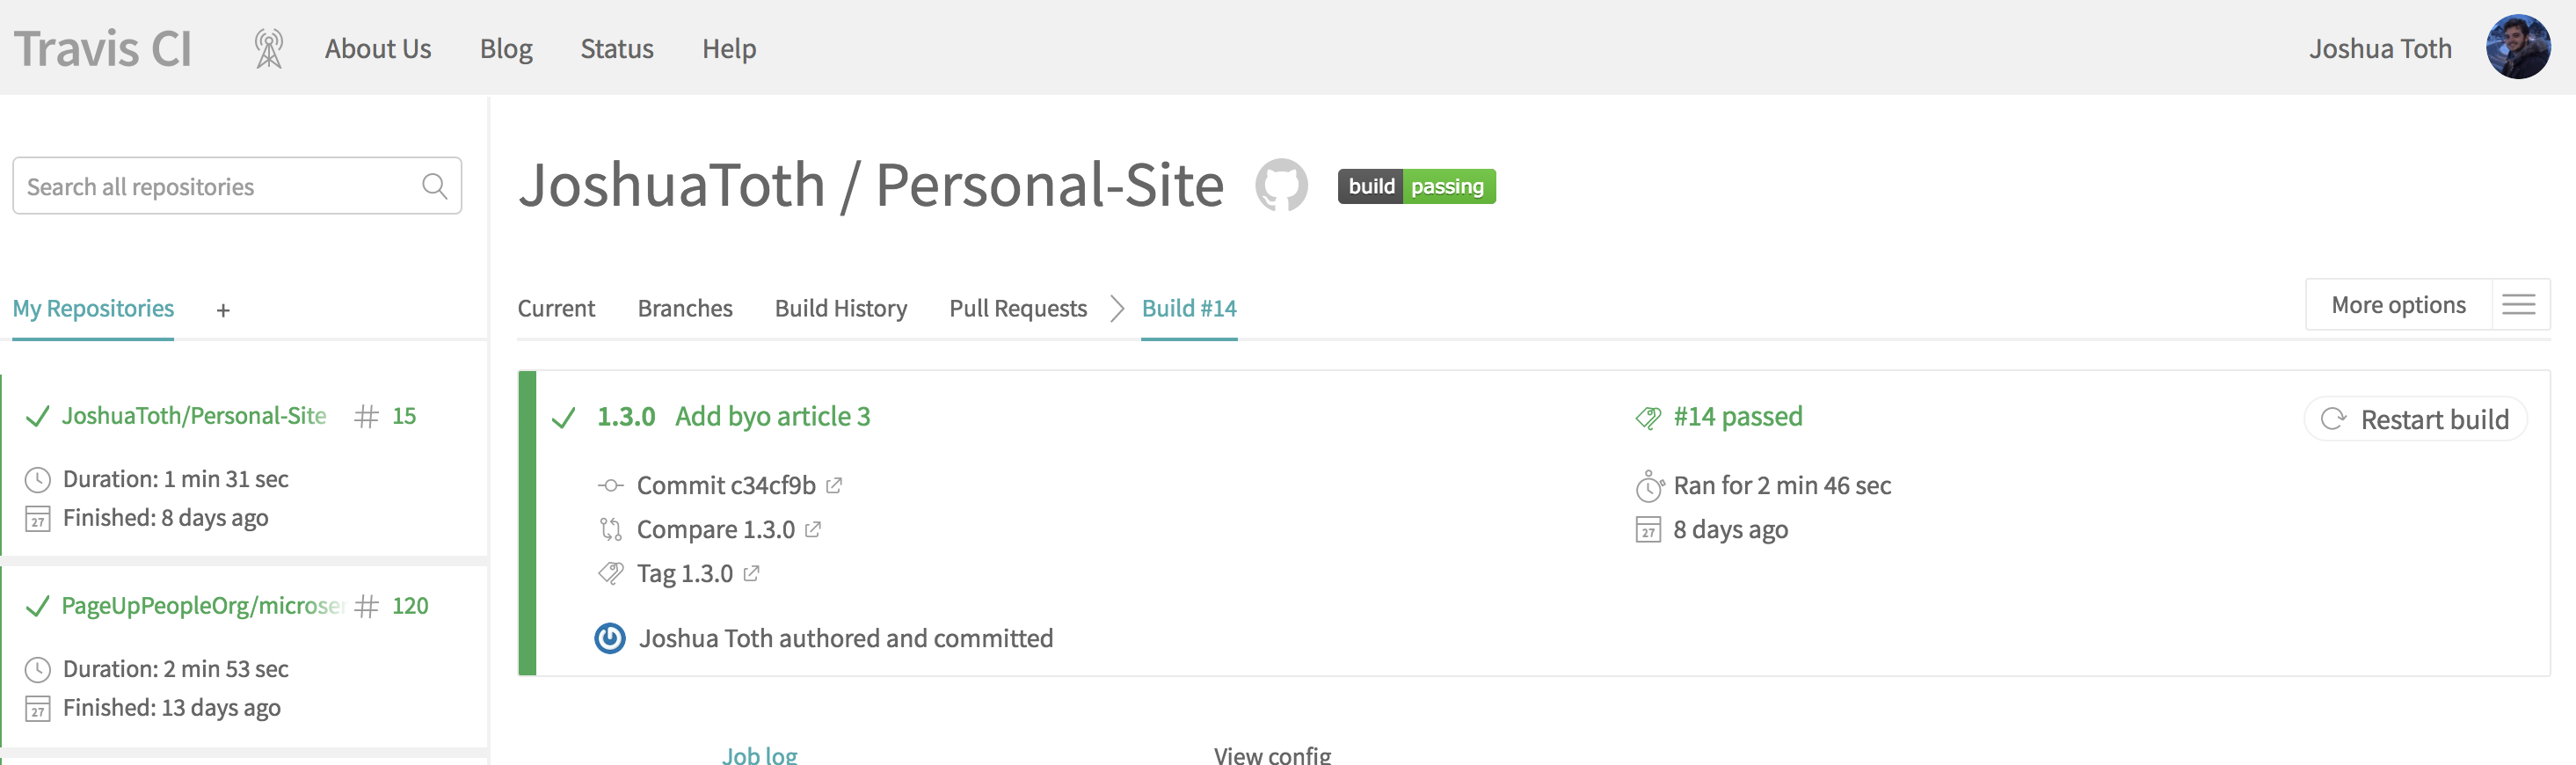 Travis CI About Us Blog Status Help Joshua Toth
Search all repositories
JoshuaToth / Personal-Site build passing
My Repositories +
Current Branches Build History Pull Requests Build #14 More options
JoshuaToth/Personal-Site # 15
Duration: 1 min 31 sec
27 Finished: 8 days ago
PageUpPeopleOrg/microser # 120
Duration: 2 min 53 sec
27 Finished: 13 days ago
1.3.0 Add byo article 3
Commit c34cf9b
Compare 1.3.0
Tag 1.3.0
Joshua Toth authored and committed
#14 passed
Ran for 2 min 46 sec
27 8 days ago
Restart build
Job log View config